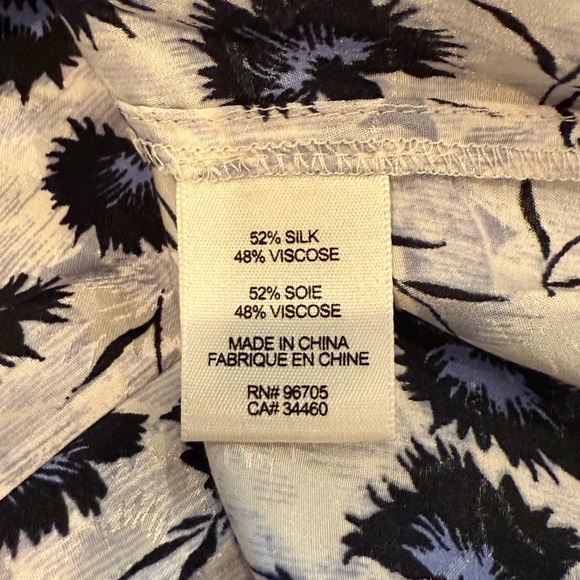 52% SILK
48% VISCOSE
52% SOIE
48% VISCOSE
MADE IN CHINA
FABRIQUE EN CHINE
RN# 96705
CA# 34460